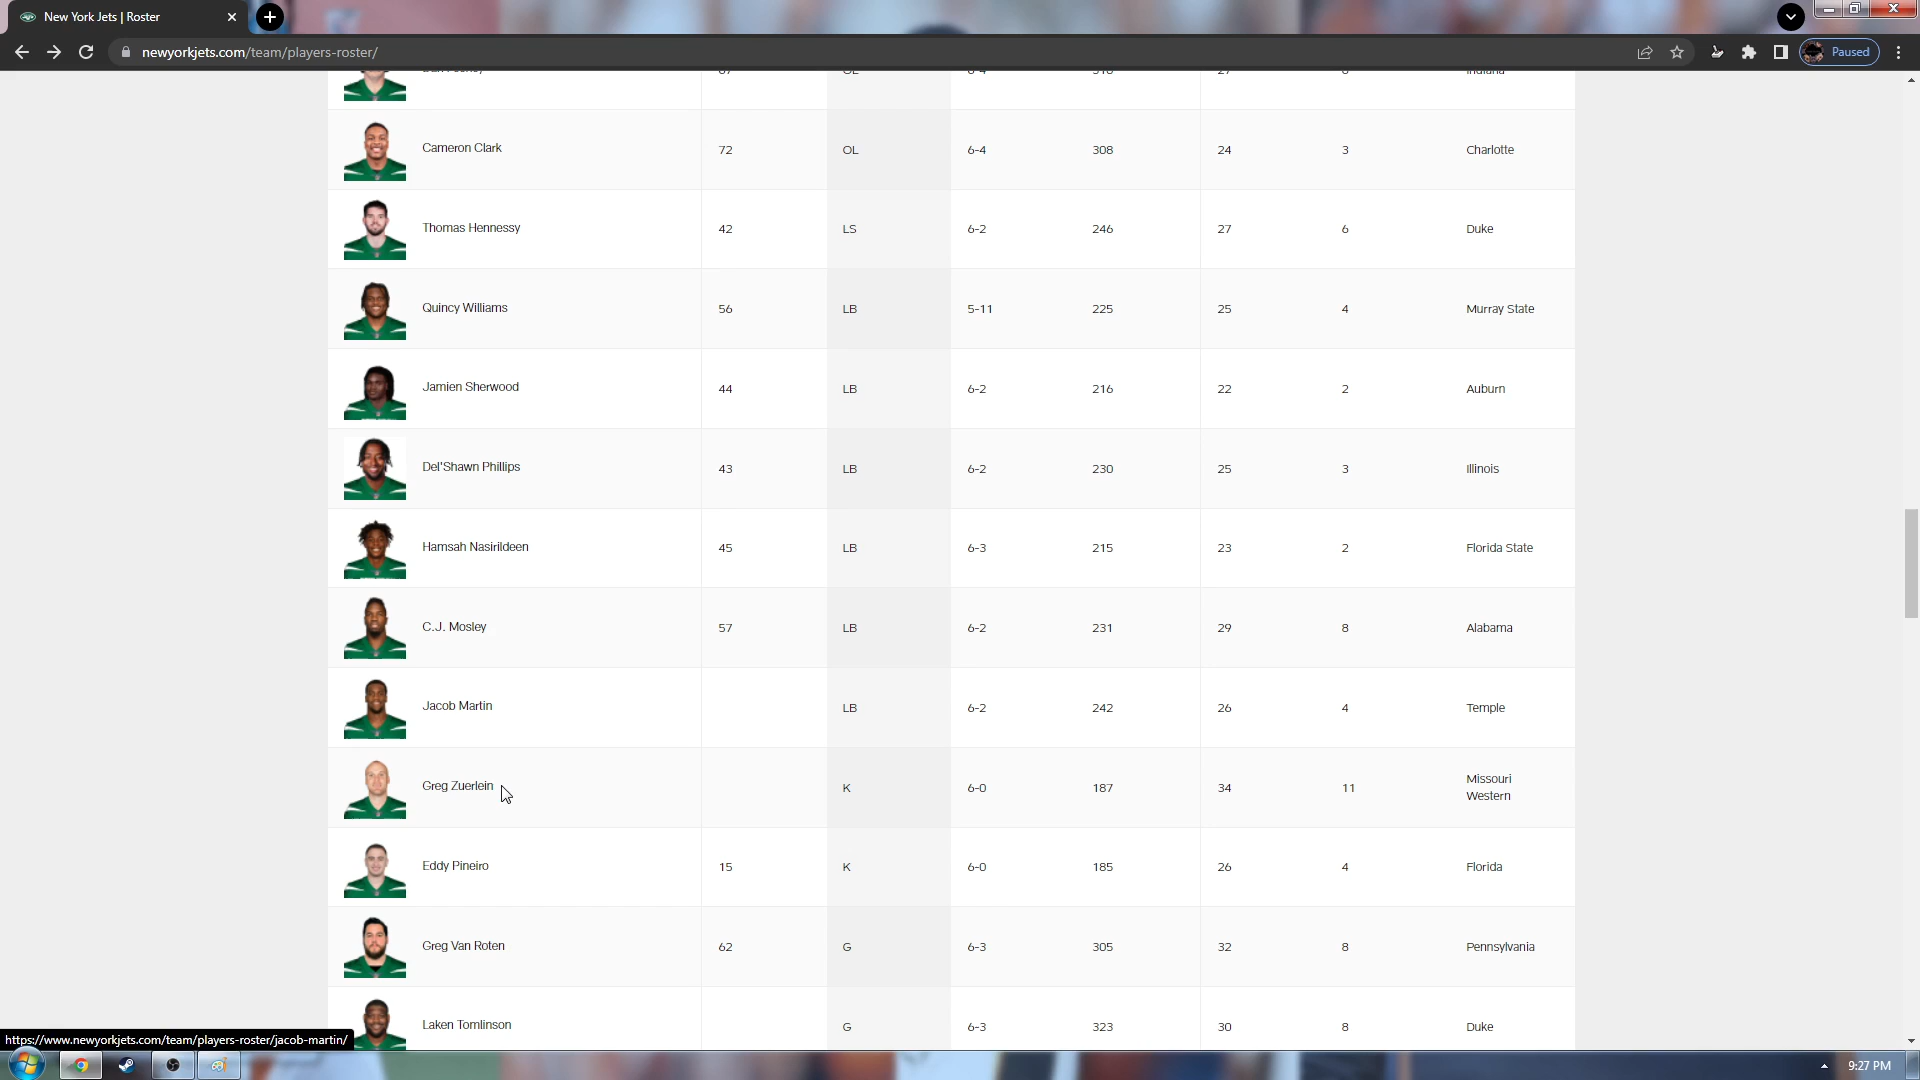 New York Jets | Roster
newyorkjets.com/team/players-roster/
Paused
Indiana
Cameron Clark 72 OL 6-4 308 24 3 Charlotte
Thomas Hennessy 42 LS 6-2 246 27 6 Duke
Quincy Williams 56 LB 5-11 225 25 4 Murray State
Jamien Sherwood 44 LB 6-2 216 22 2 Auburn
Del'Shawn Phillips 43 LB 6-2 230 25 3 Illinois
Hamsah Nasirildeen 45 LB 6-3 215 23 2 Florida State
C.J. Mosley 57 LB 6-2 231 29 8 Alabama
Jacob Martin LB 6-2 242 26 4 Temple
Greg Zuerlein K 6-0 187 34 11 Missouri
Western
Eddy Pineiro 15 K 6-0 185 26 4 Florida
Greg Van Roten 62 G 6-3 305 32 8 Pennsylvania
Laken Tomlinson G 6-3 323 30 8 Duke
https://www.newyorkjets.com/team/players-roster/jacob-martin/
9:27 PM